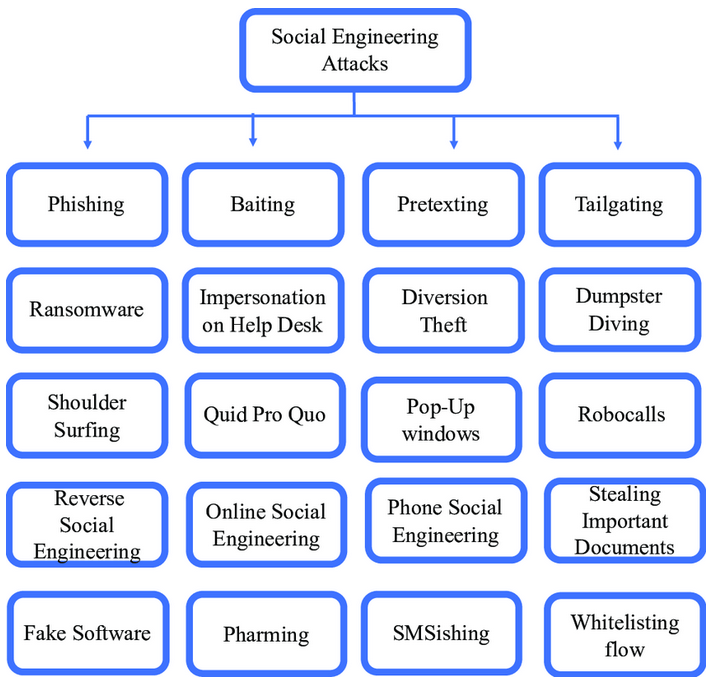 Social Engineering
Attacks
Phishing
Baiting
Pretexting
Tailgating
Ransomware
Impersonation
on Help Desk
Diversion
Theft
Dumpster
Diving
Shoulder
Surfing
Quid Pro Quo
Pop-Up
windows
Robocalls
Reverse
Social
Engineering
Online Social
Engineering
Phone Social
Engineering
Stealing
Important
Documents
Fake Software
Pharming
SMSishing
Whitelisting
flow